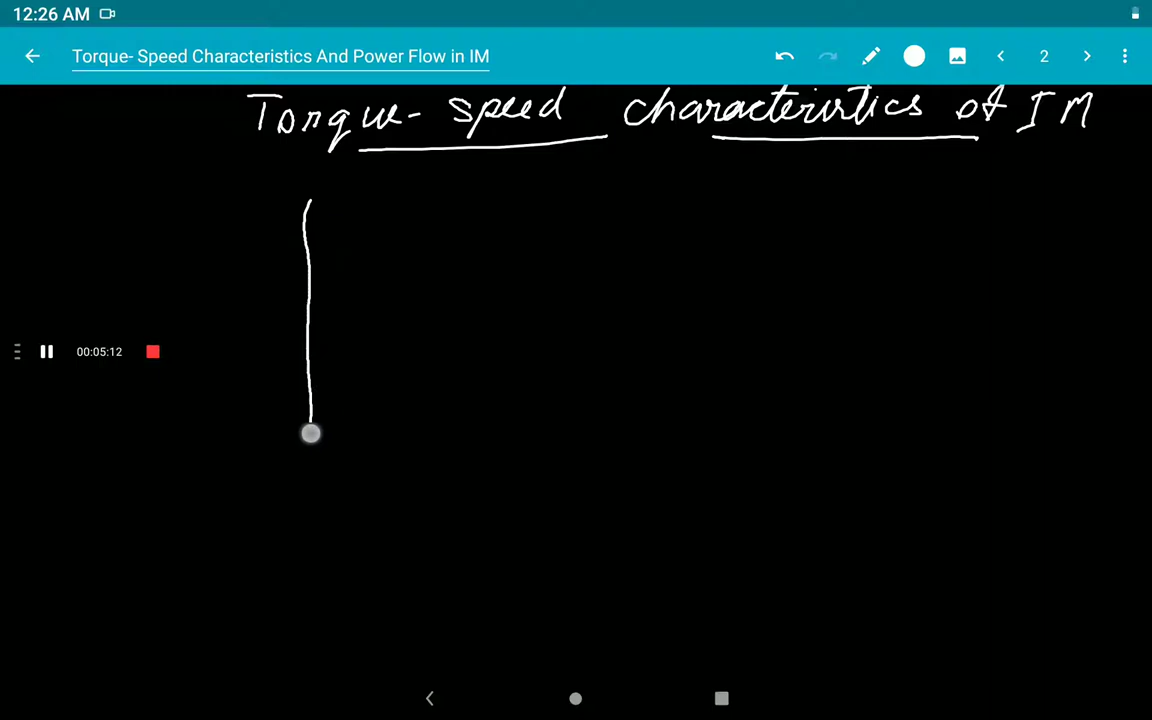 12:26 AM
Torque- Speed Characteristics And Power Flow in IM
2
Torque- speed characteristics of IM
00:05:12